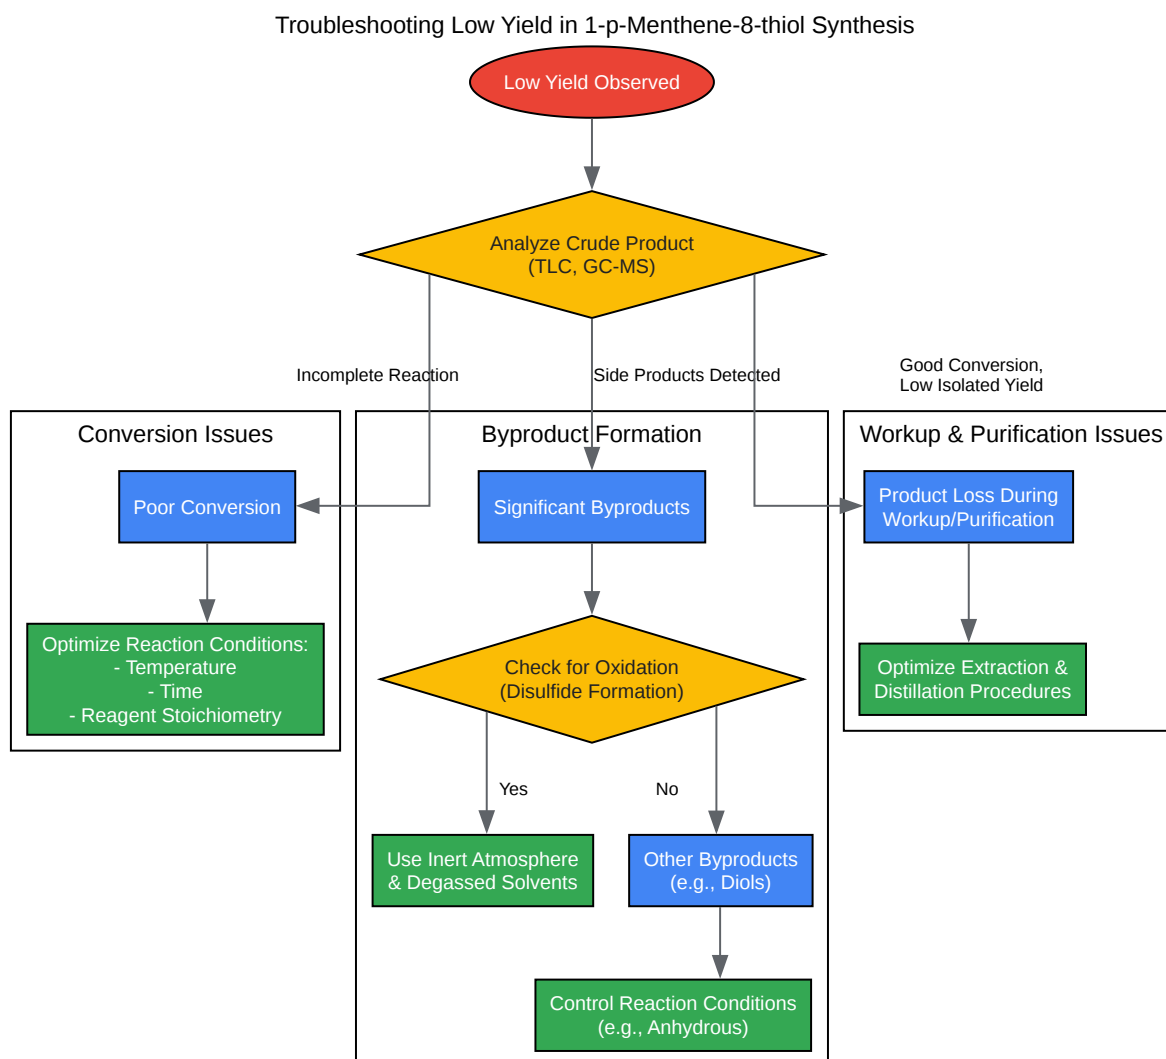 Troubleshooting Low Yield in 1-p-Menthene-8-thiol Synthesis
Low Yield Observed
Analyze Crude Product
(TLC, GC-MS)
Incomplete Reaction
Side Products Detected
Good Conversion,
Low Isolated Yield
Conversion Issues
Poor Conversion
Optimize Reaction Conditions:
- Temperature
- Time
- Reagent Stoichiometry
Byproduct Formation
Significant Byproducts
Check for Oxidation
(Disulfide Formation)
Yes
No
Use Inert Atmosphere
& Degassed Solvents
Other Byproducts
(e.g., Diols)
Control Reaction Conditions
(e.g., Anhydrous)
Workup & Purification Issues
Product Loss During
Workup/Purification
Optimize Extraction &
Distillation Procedures